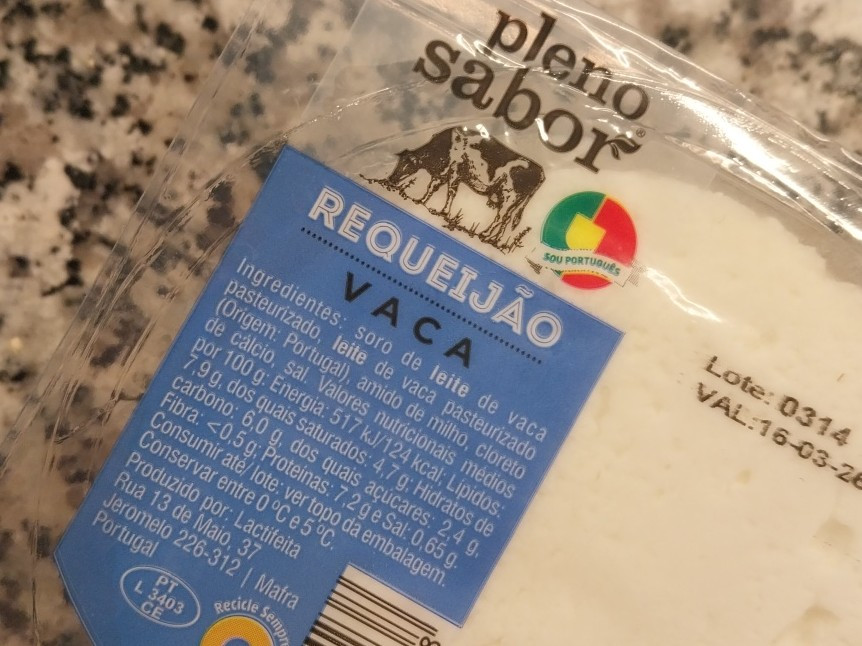 pleno
sabor
SOU PORTUGUÊS
REQUEIJÃO
VACA
Ingredientes: soro de leite de vaca
pasteurizado, leite de vaca pasteurizado
(Origem: Portugal), amido de milho, cloreto
de cálcio, sal. Valores nutricionais médios
por 100 g: Energia: 517 kJ/124 kcal; Lípidos:
7,9 g, dos quais saturados: 4,7 g; Hidratos de
carbono: 6,0 g, dos quais açúcares: 2,4 g,
Fibra: <0,5 g; Proteínas: 7,2 g e Sal: 0,65 g.
Consumir até/lote: ver topo da embalagem.
Conservar entre 0 ºC e 5 ºC.
Produzido por: Lactifeita
Rua 13 de Maio, 37
Jeromelo 226-312 | Mafra
Portugal
PT
L 3403
CE
Recicle Sempre
8
Lote: 0314
VAL:16-03-26